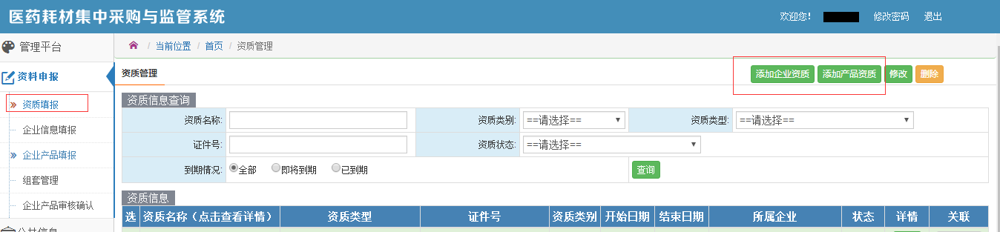 医药耗材集中采购与监管系统
欢迎您! 修改密码 退出
管理平台
/ 当前位置 / 首页 / 资质管理
资料申报
资质管理
添加企业资质 添加产品资质 修改 删除
资质填报
企业信息填报
企业产品填报
组套管理
企业产品审核确认
资质信息查询
资质名称: 资质类别: ==请选择== 资质类型: ==请选择==
证件号: 资质状态: ==请选择==
到期情况: 全部 即将到期 已到期 查询
资质信息
选 资质名称（点击查看详情） 资质类型 证件号 资质类别 开始日期 结束日期 所属企业 状态 详情 关联